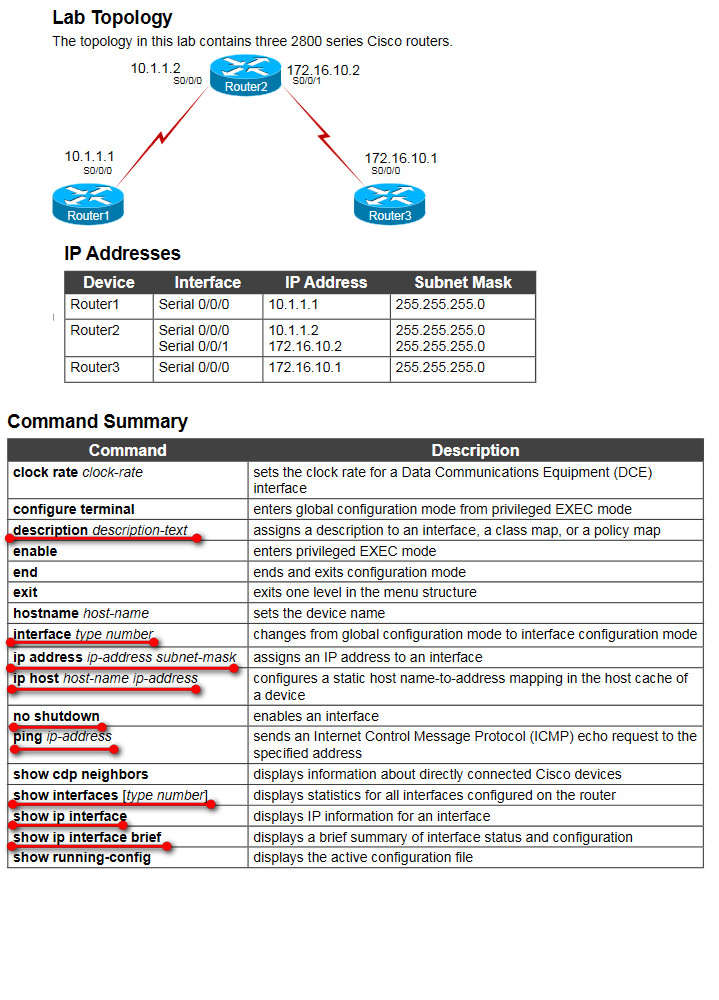 Lab Topology
The topology in this lab contains three 2800 series Cisco routers.
10.1.1.2
S0/0/0
Router2
172.16.10.2
S0/0/1
10.1.1.1
S0/0/0
Router1
172.16.10.1
S0/0/0
Router3
IP Addresses
Device Interface IP Address Subnet Mask
Router1 Serial 0/0/0 10.1.1.1 255.255.255.0
Router2 Serial 0/0/0 10.1.1.2 255.255.255.0
Serial 0/0/1 172.16.10.2 255.255.255.0
Router3 Serial 0/0/0 172.16.10.1 255.255.255.0
Command Summary
Command Description
clock rate clock-rate sets the clock rate for a Data Communications Equipment (DCE)
interface
configure terminal enters global configuration mode from privileged EXEC mode
description description-text assigns a description to an interface, a class map, or a policy map
enable enters privileged EXEC mode
end ends and exits configuration mode
exit exits one level in the menu structure
hostname host-name sets the device name
interface type number changes from global configuration mode to interface configuration mode
ip address ip-address subnet-mask assigns an IP address to an interface
ip host host-name ip-address configures a static host name-to-address mapping in the host cache of
a device
no shutdown enables an interface
ping ip-address sends an Internet Control Message Protocol (ICMP) echo request to the
specified address
show cdp neighbors displays information about directly connected Cisco devices
show interfaces [type number] displays statistics for all interfaces configured on the router
show ip interface displays IP information for an interface
show ip interface brief displays a brief summary of interface status and configuration
show running-config displays the active configuration file